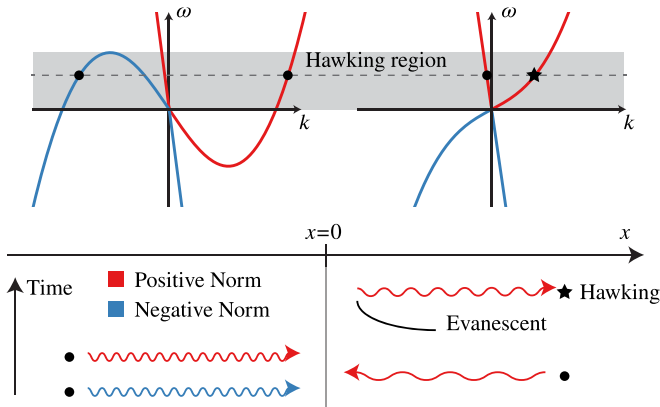 ω
ω
Hawking region
k
k
x=0
x
Time
Positive Norm
Negative Norm
Hawking
Evanescent